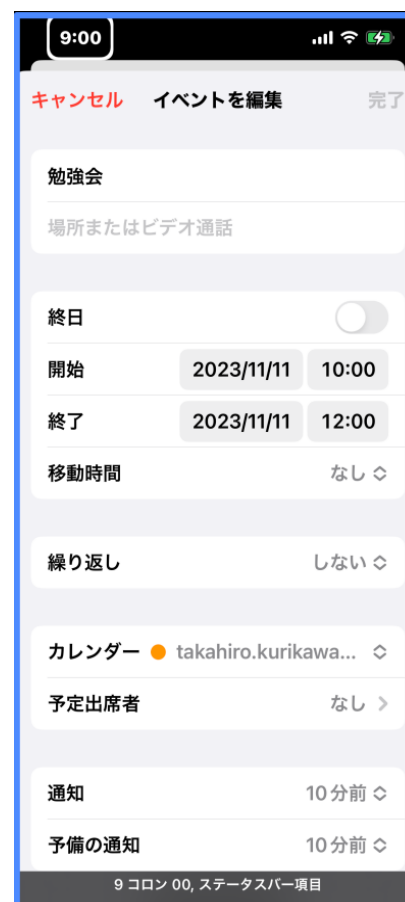 9:00
キャンセル イベントを編集 完了
勉強会
場所またはビデオ通話
終日
開始 2023/11/11 10:00
終了 2023/11/11 12:00
移動時間 なし
繰り返し しない
カレンダー takahiro.kurikawa...
予定出席者 なし
通知 10分前
予備の通知 10分前
9 コロン 00, ステータスバー項目